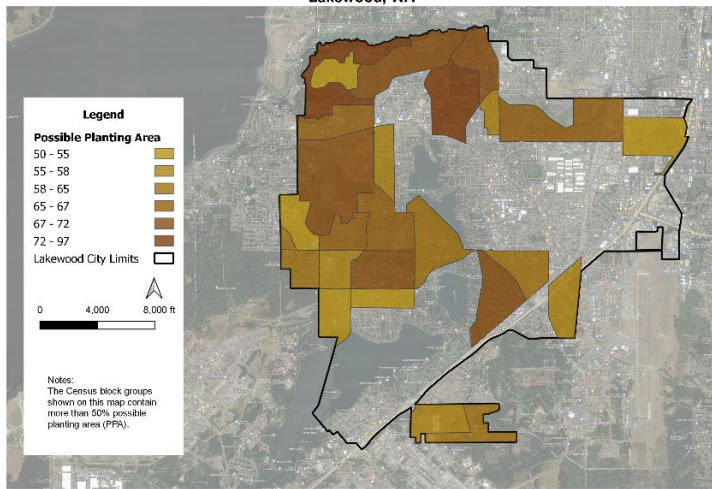 Lakewood, WA
Legend
Possible Planting Area
50 - 55
55 - 58
58 - 65
65 - 67
67 - 72
72 - 97
Lakewood City Limits
0 4,000 8,000 ft
Notes:
The Census block groups
shown on this map contain
more than 50% possible
planting area (PPA).